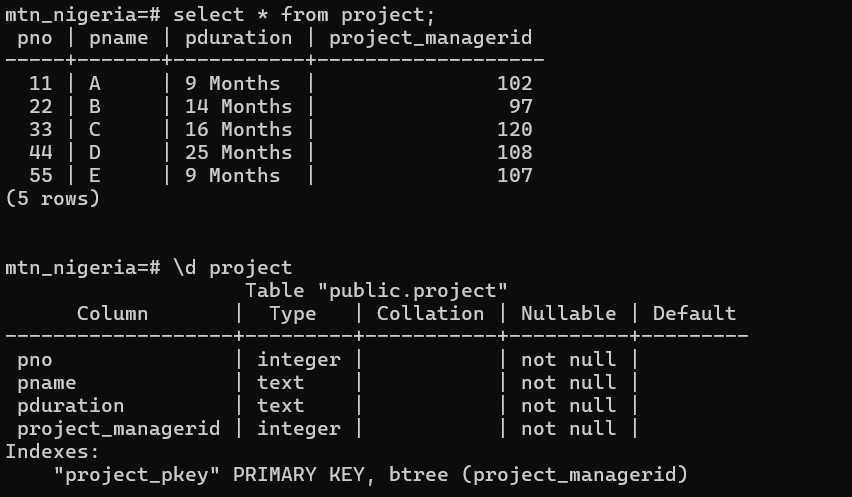 mtn_nigeria=# select * from project;
 pno | pname | pduration | project_managerid
-----+-------+-----------+-------------------
  11 | A     | 9 Months  |               102
  22 | B     | 14 Months |                97
  33 | C     | 16 Months |               120
  44 | D     | 25 Months |               108
  55 | E     | 9 Months  |               107
(5 rows)
mtn_nigeria=# \d project
                    Table "public.project"
      Column       |  Type   | Collation | Nullable | Default
-------------------+---------+-----------+----------+---------
 pno               | integer |           | not null |
 pname             | text    |           | not null |
 pduration         | text    |           | not null |
 project_managerid | integer |           | not null |
Indexes:
    "project_pkey" PRIMARY KEY, btree (project_managerid)